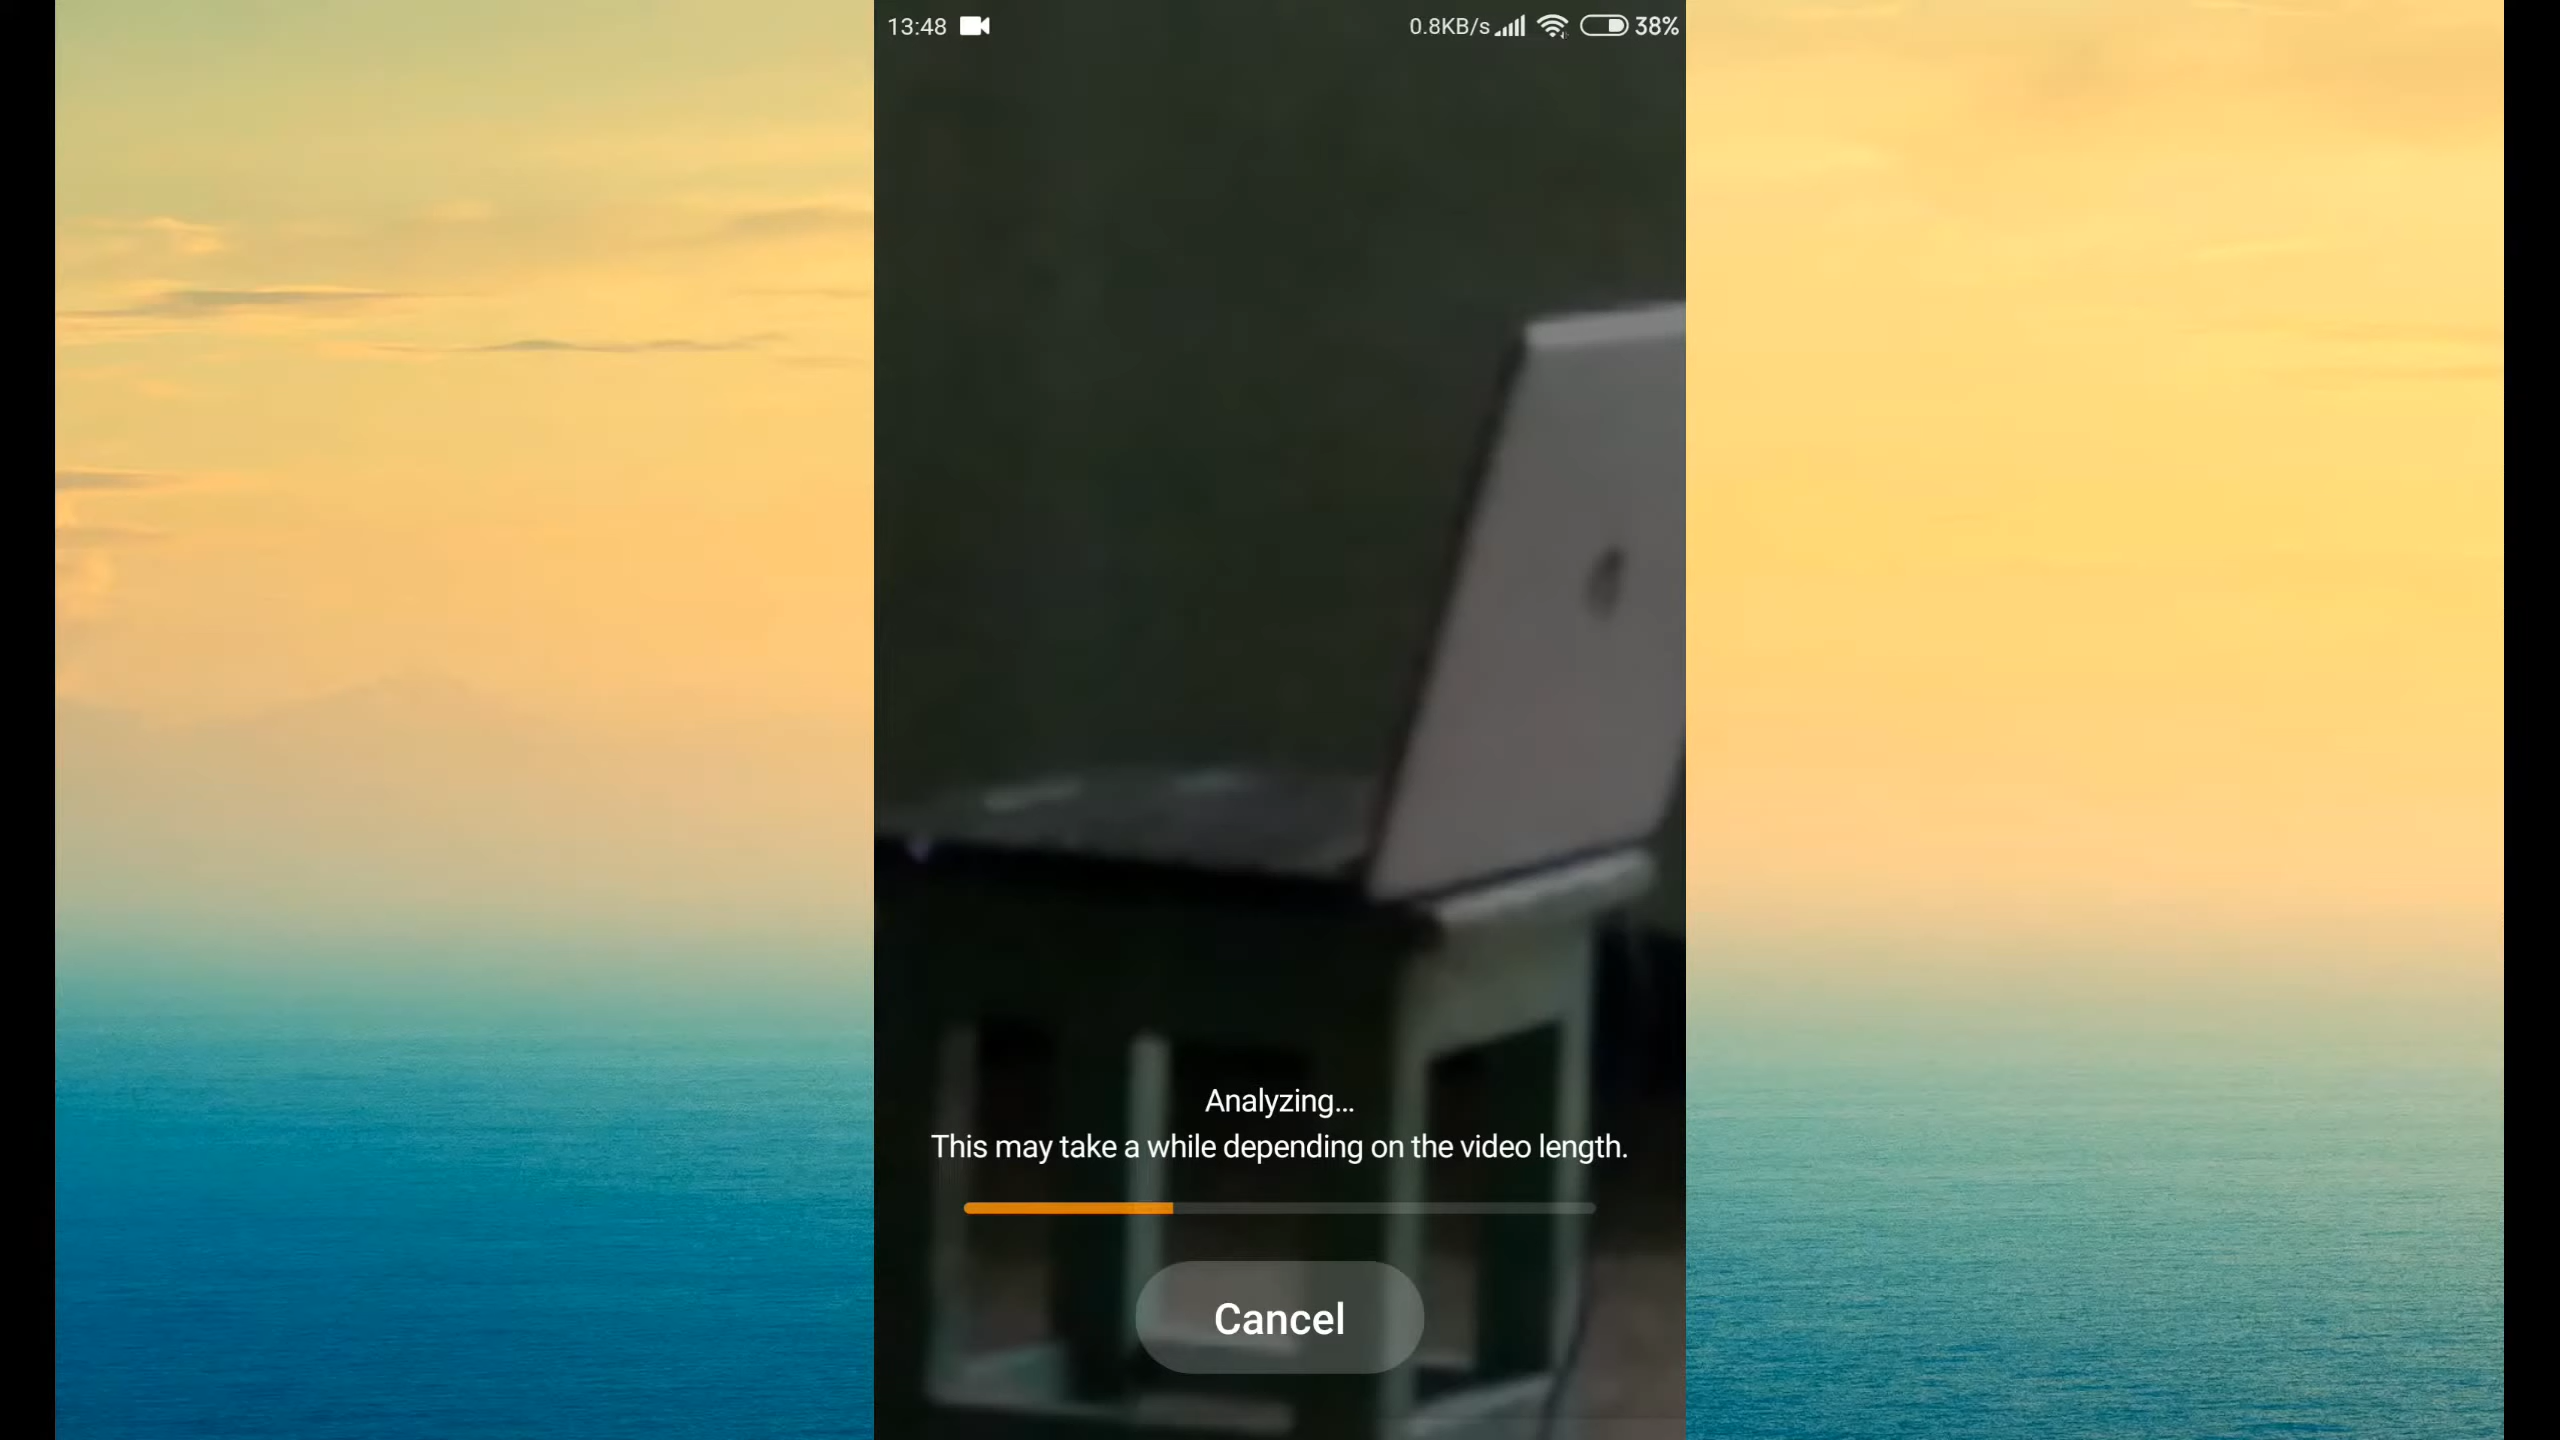 13:48 0.8KB/s 38%
Analyzing...
This may take a while depending on the video length.
Cancel